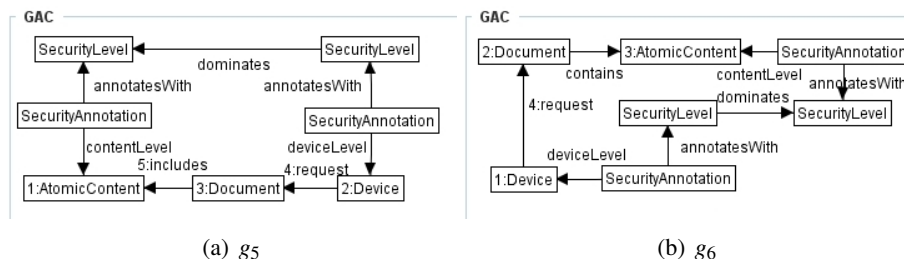 GAC
SecurityLevel
SecurityLevel
dominates
annotatesWith
annotatesWith
SecurityAnnotation
SecurityAnnotation
contentLevel
deviceLevel
5:includes
4:request
1:AtomicContent
3:Document
2:Device
(a) g5
GAC
2:Document
3:AtomicContent
SecurityAnnotation
contains
contentLevel
annotatesWith
4:request
dominates
SecurityLevel
SecurityLevel
deviceLevel
annotatesWith
1:Device
SecurityAnnotation
(b) g6